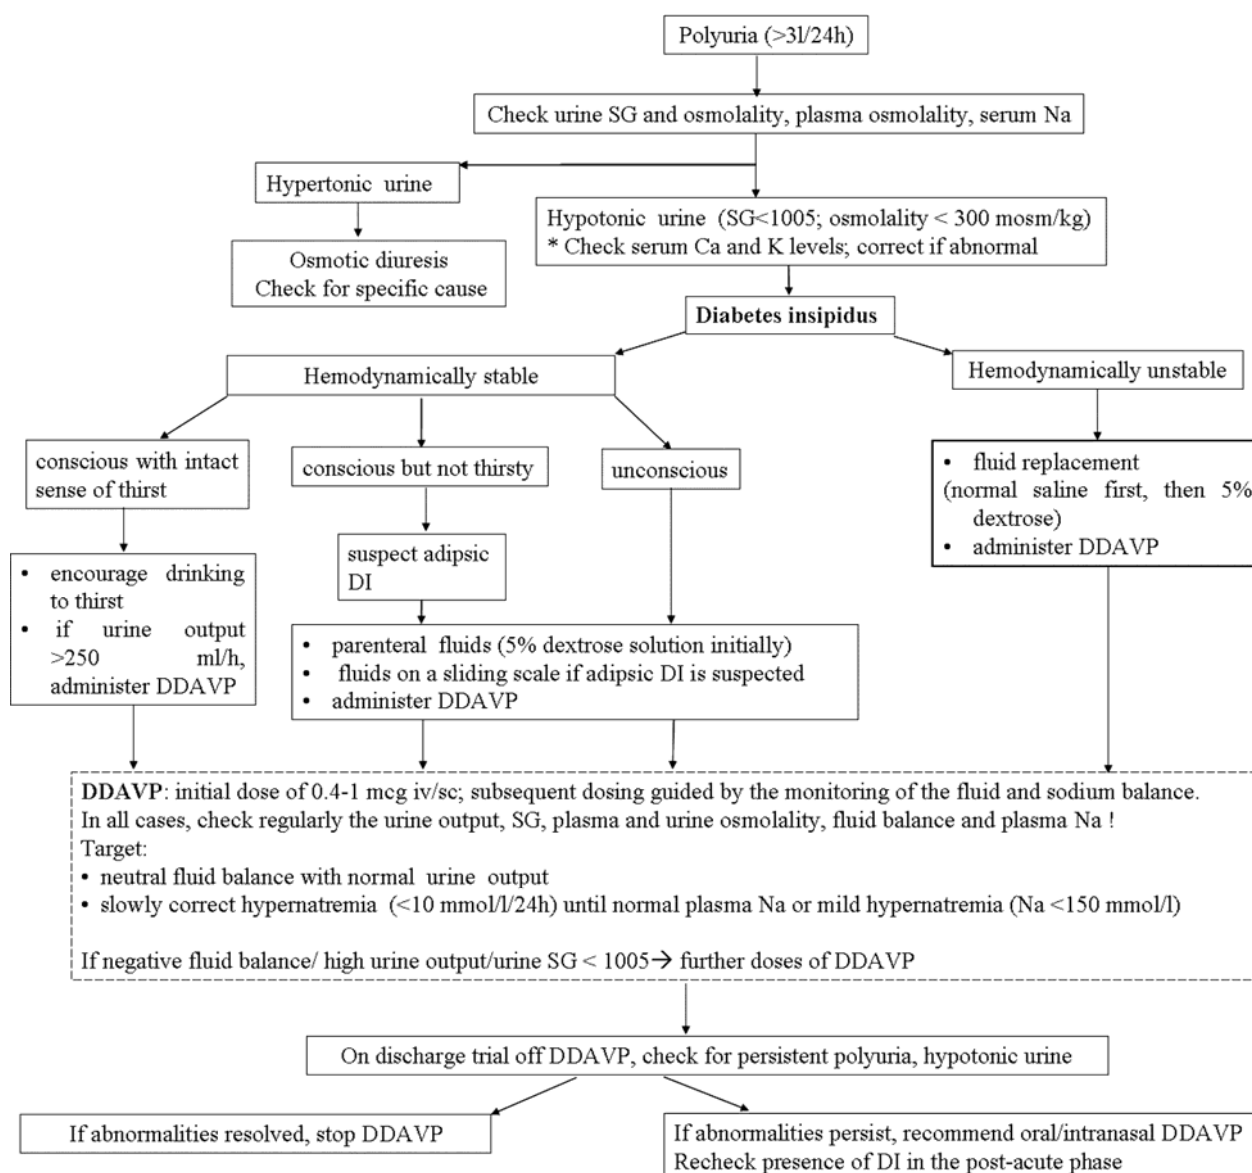 Polyuria (>3l/24h)
Check urine SG and osmolality, plasma osmolality, serum Na
Hypertonic urine
Hypotonic urine (SG<1005; osmolality < 300 mosm/kg)
* Check serum Ca and K levels; correct if abnormal
Osmotic diuresis
Check for specific cause
Diabetes insipidus
Hemodynamically stable
Hemodynamically unstable
conscious with intact
sense of thirst
conscious but not thirsty
unconscious
• fluid replacement
(normal saline first, then 5%
dextrose)
• administer DDAVP
suspect adipsic
DI
• encourage drinking
to thirst
• if urine output
>250 ml/h,
administer DDAVP
• parenteral fluids (5% dextrose solution initially)
• fluids on a sliding scale if adipsic DI is suspected
• administer DDAVP
DDAVP: initial dose of 0.4-1 mcg iv/sc; subsequent dosing guided by the monitoring of the fluid and sodium balance.
In all cases, check regularly the urine output, SG, plasma and urine osmolality, fluid balance and plasma Na !
Target:
• neutral fluid balance with normal urine output
• slowly correct hypernatremia (<10 mmol/l/24h) until normal plasma Na or mild hypernatremia (Na <150 mmol/l)
If negative fluid balance/ high urine output/urine SG < 1005→ further doses of DDAVP
On discharge trial off DDAVP, check for persistent polyuria, hypotonic urine
If abnormalities resolved, stop DDAVP
If abnormalities persist, recommend oral/intranasal DDAVP
Recheck presence of DI in the post-acute phase